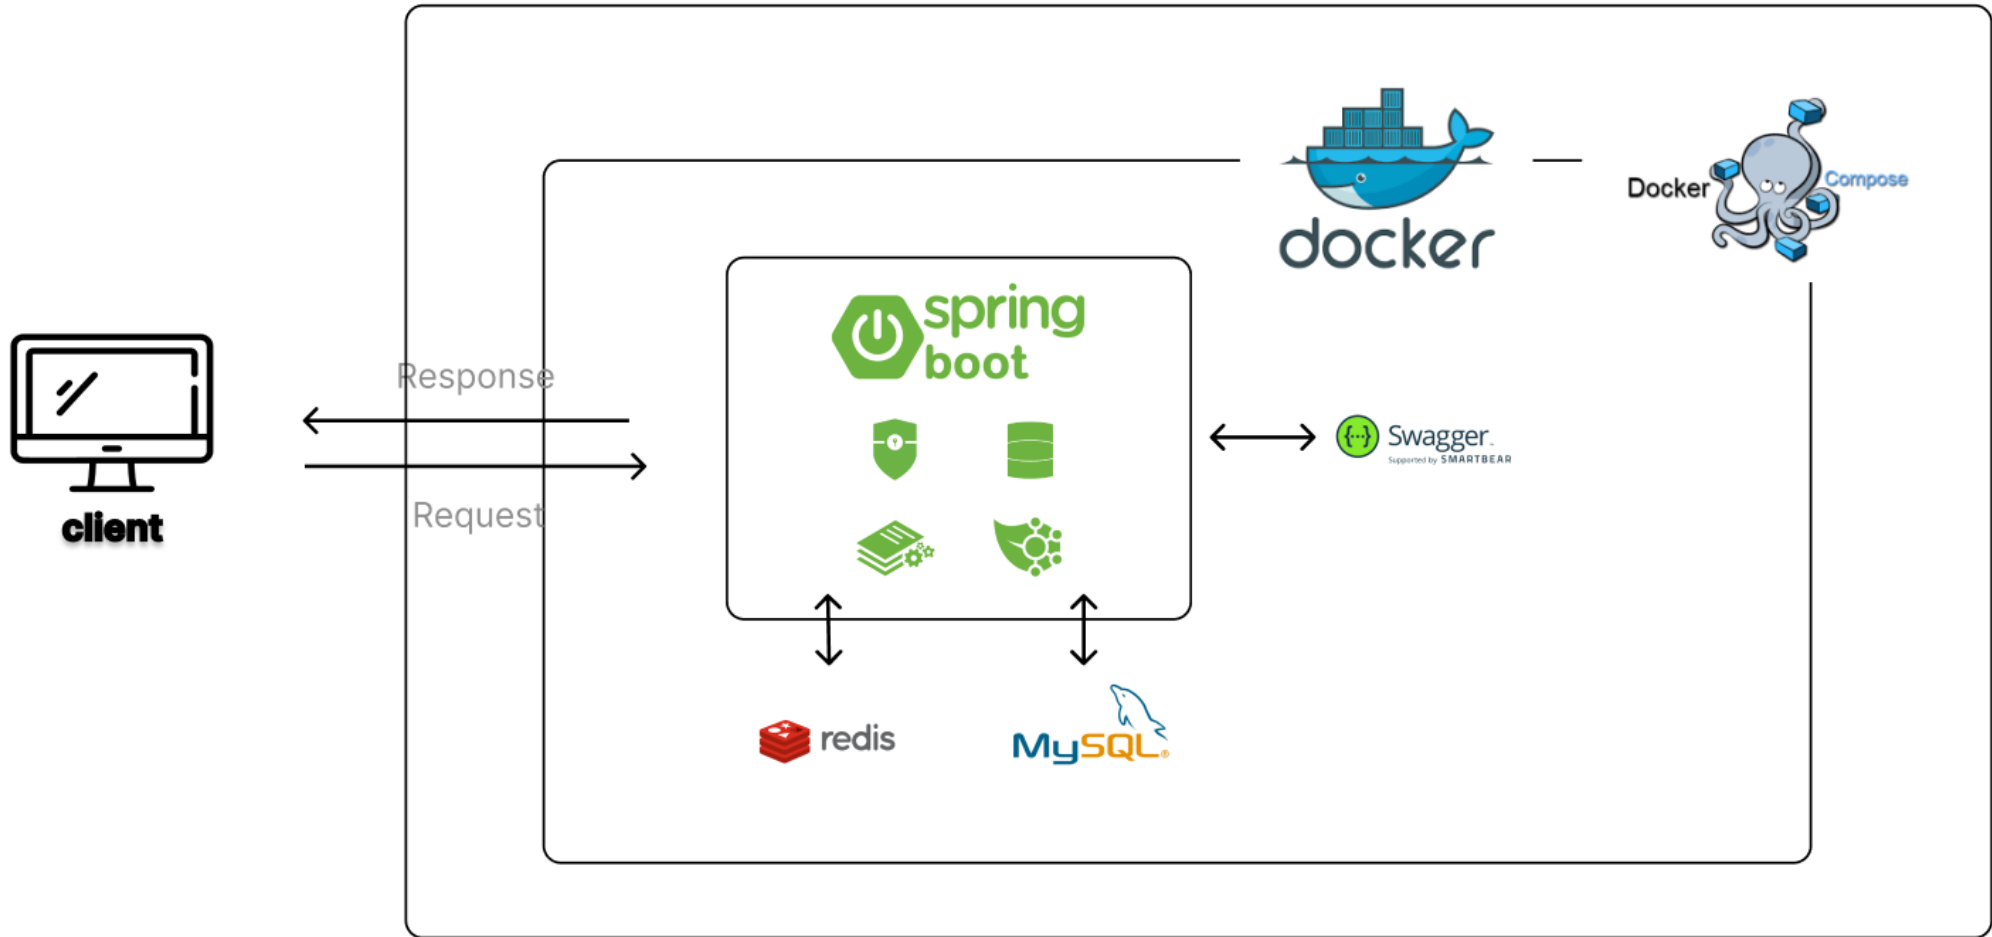 docker
Docker
Compose
spring
boot
Response
Swagger.
Supported by SMARTBEAR
Request
client
redis
MySQL®